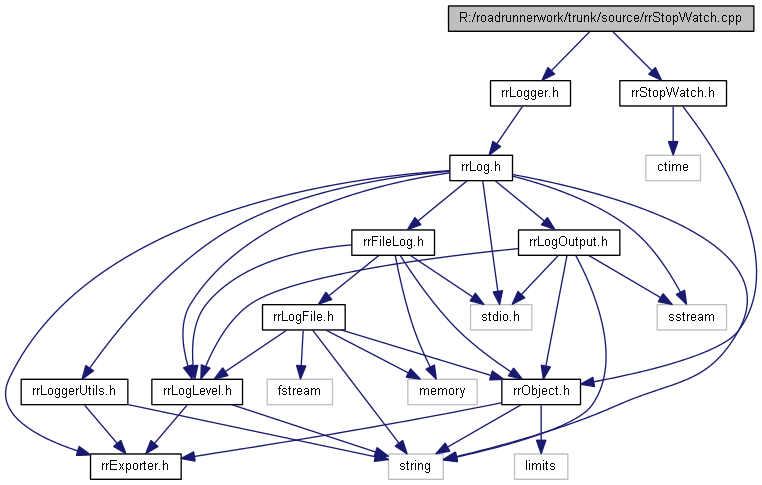 R:/roadrunnerwork/trunk/source/rrStopWatch.cpp
rrLogger.h
rrStopWatch.h
rrLog.h
ctime
rrFileLog.h
rrLogOutput.h
rrLogFile.h
stdio.h
sstream
rrLoggerUtils.h
rrLogLevel.h
fstream
memory
rrObject.h
rrExporter.h
string
limits